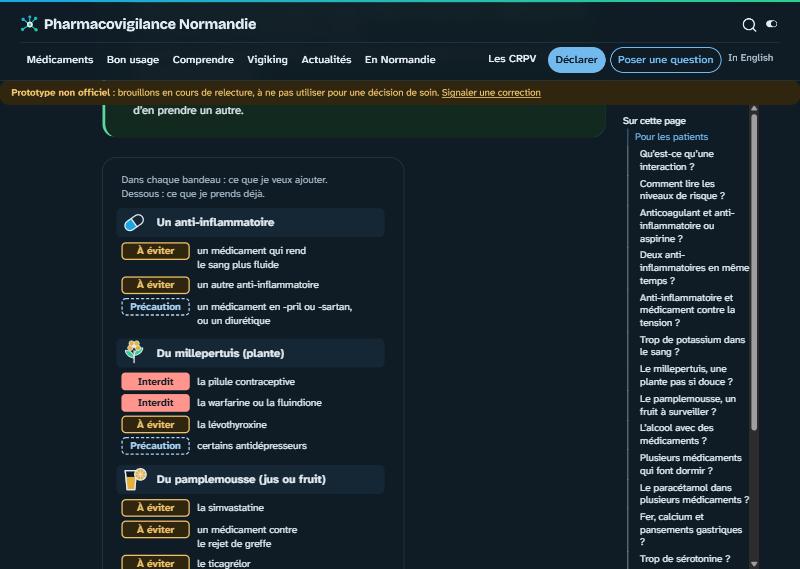 Pharmacovigilance Normandie
Médicaments Bon usage Comprendre Vigiking Actualités En Normandie Les CRPV Déclarer Poser une question In English
Prototype non officiel : brouillons en cours de relecture, à ne pas utiliser pour une décision de soin. Signaler une correction
d'en prendre un autre.
Dans chaque bandeau : ce que je veux ajouter.
Dessous : ce que je prends déjà.
Un anti-inflammatoire
À éviter un médicament qui rend
le sang plus fluide
À éviter un autre anti-inflammatoire
Précaution un médicament en -pril ou -sartan,
ou un diurétique
Du millepertuis (plante)
Interdit la pilule contraceptive
Interdit la warfarine ou la fluindione
À éviter la lévothyroxine
Précaution certains antidépresseurs
Du pamplemousse (jus ou fruit)
À éviter la simvastatine
À éviter un médicament contre
le rejet de greffe
À éviter le ticagrélor
Sur cette page
Pour les patients
Qu'est-ce qu'une
interaction ?
Comment lire les
niveaux de risque ?
Anticoagulant et anti-
inflammatoire ou
aspirine ?
Deux anti-
inflammatoires en même
temps ?
Anti-inflammatoire et
médicament contre la
tension ?
Trop de potassium dans
le sang ?
Le millepertuis, une
plante pas si douce ?
Le pamplemousse, un
fruit à surveiller ?
L'alcool avec des
médicaments ?
Plusieurs médicaments
qui font dormir ?
Le paracétamol dans
plusieurs médicaments ?
Fer, calcium et
pansements gastriques
?
Trop de sérotonine ?